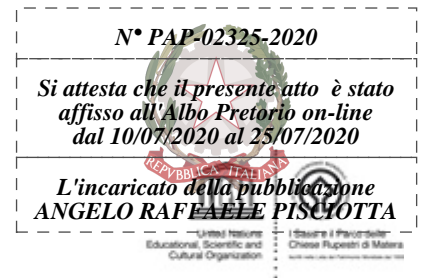 N° PAP-02325-2020
Si attesta che il presente atto è stato
affisso all'Albo Pretorio on-line
dal 10/07/2020 al 25/07/2020
REPVBBLICA ITALIANA
L'incaricato della pubblicazione
ANGELO RAFFAELE PISCIOTTA
United Nations
Educational, Scientific and
Cultural Organization
I Sassi e il Parco delle
Chiese Rupestri di Matera